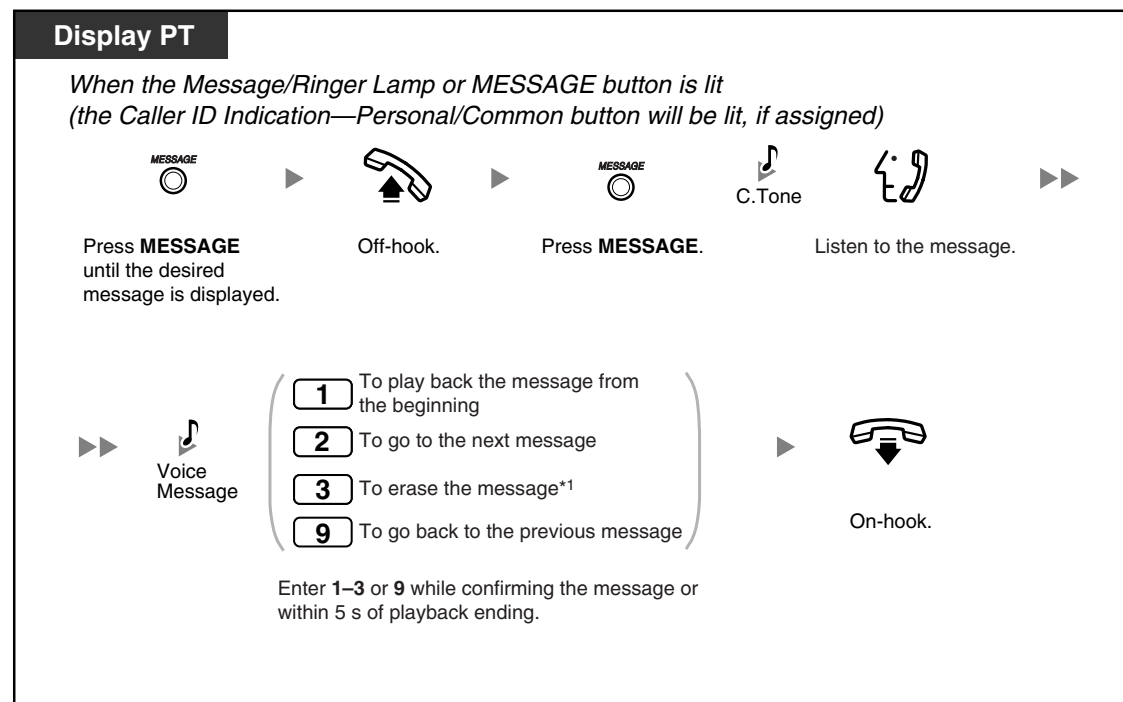 Display PT
When the Message/Ringer Lamp or MESSAGE button is lit
(the Caller ID Indication—Personal/Common button will be lit, if assigned)
MESSAGE
MESSAGE
C.Tone
Press MESSAGE
until the desired
message is displayed.
Off-hook.
Press MESSAGE.
Listen to the message.
Voice
Message
1 To play back the message from
the beginning
2 To go to the next message
3 To erase the message*1
9 To go back to the previous message
On-hook.
Enter 1–3 or 9 while confirming the message or
within 5 s of playback ending.